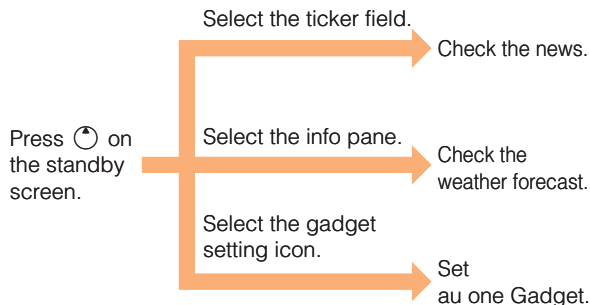 Select the ticker field.
Check the news.
Press on
the standby
screen.
Select the info pane.
Check the
weather forecast.
Select the gadget
setting icon.
Set
au one Gadget.